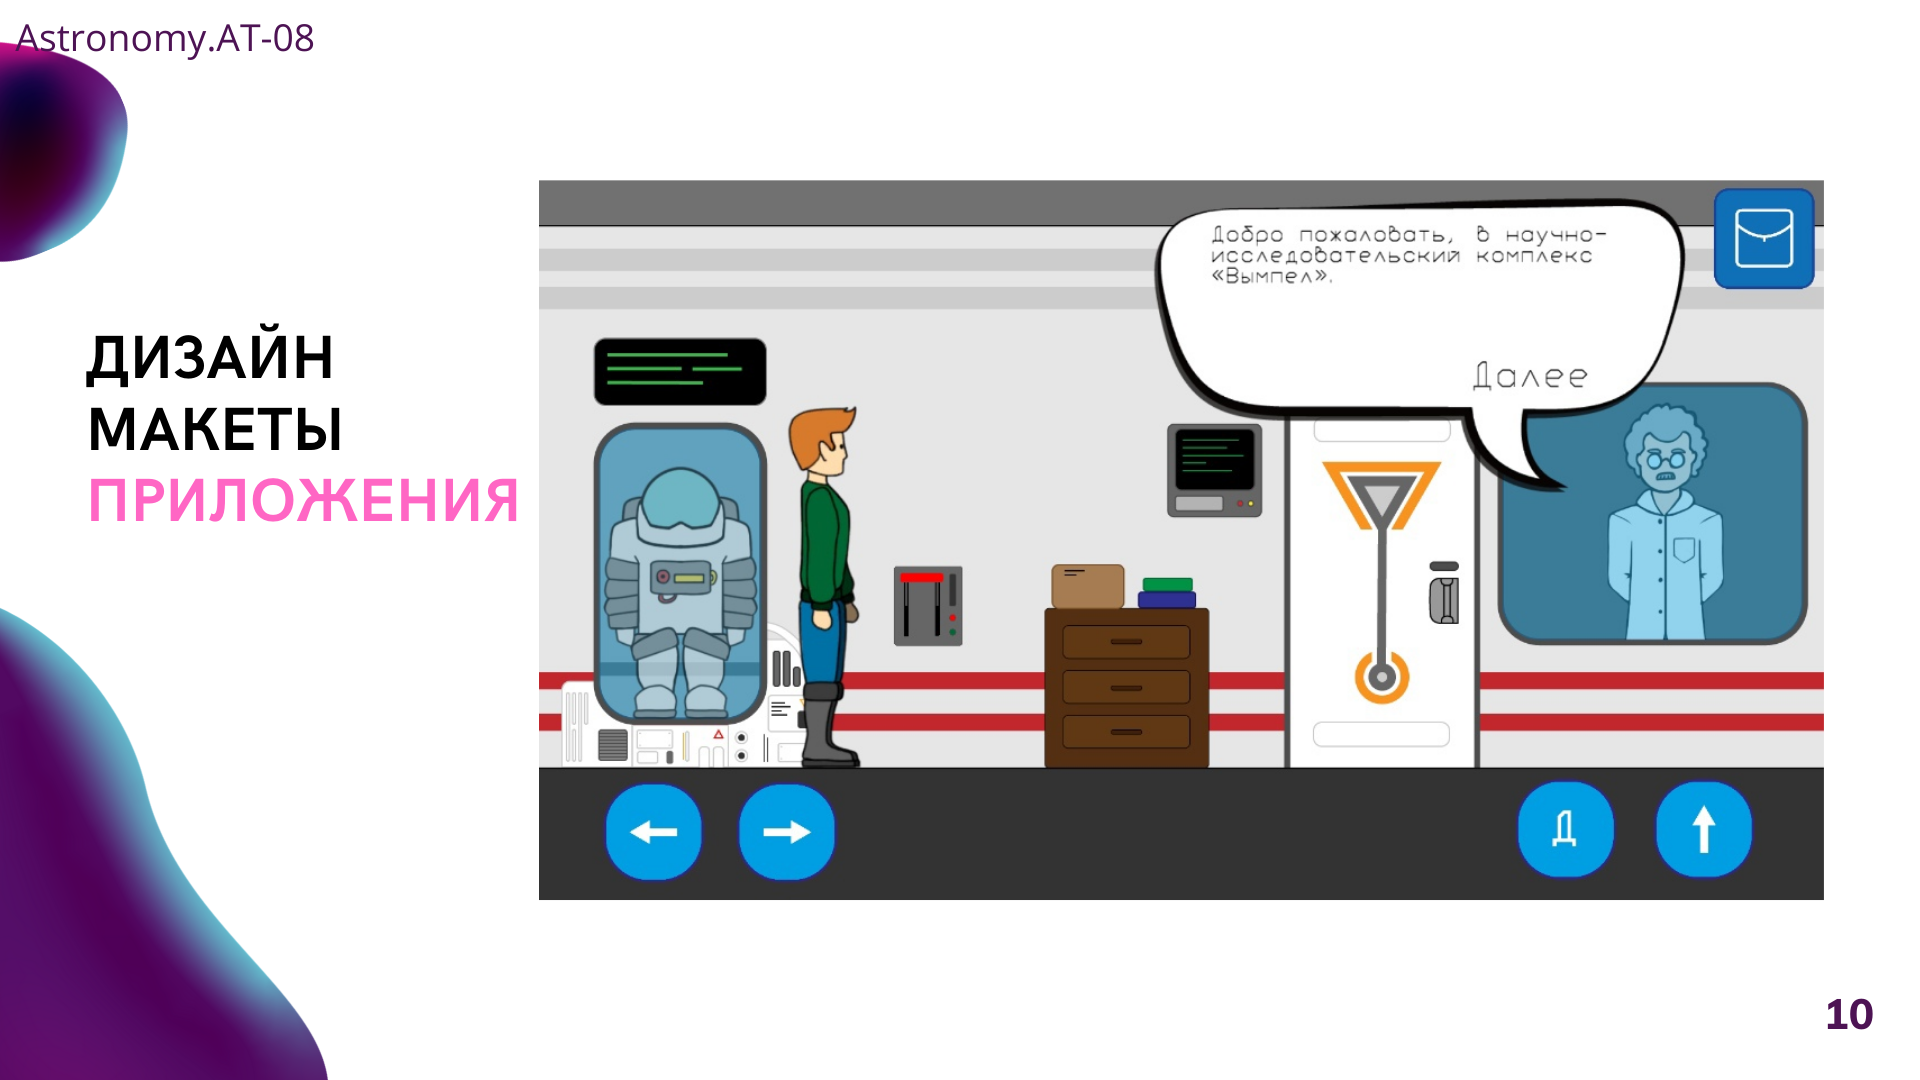 Astronomy.AT-08
ДИЗАЙН
МАКЕТЫ
ПРИЛОЖЕНИЯ
Добро пожаловать, в научно-
исследовательский комплекс
«Вымпел».
Далее
Д
10